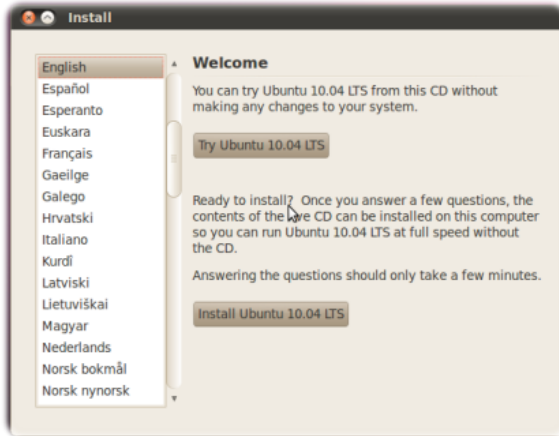 Install
English
Español
Esperanto
Euskara
Français
Gaeilge
Galego
Hrvatski
Italiano
Kurdî
Latviski
Lietuviškai
Magyar
Nederlands
Norsk bokmål
Norsk nynorsk
Welcome
You can try Ubuntu 10.04 LTS from this CD without
making any changes to your system.
Try Ubuntu 10.04 LTS
Ready to install? Once you answer a few questions, the
contents of the live CD can be installed on this computer
so you can run Ubuntu 10.04 LTS at full speed without
the CD.
Answering the questions should only take a few minutes.
Install Ubuntu 10.04 LTS